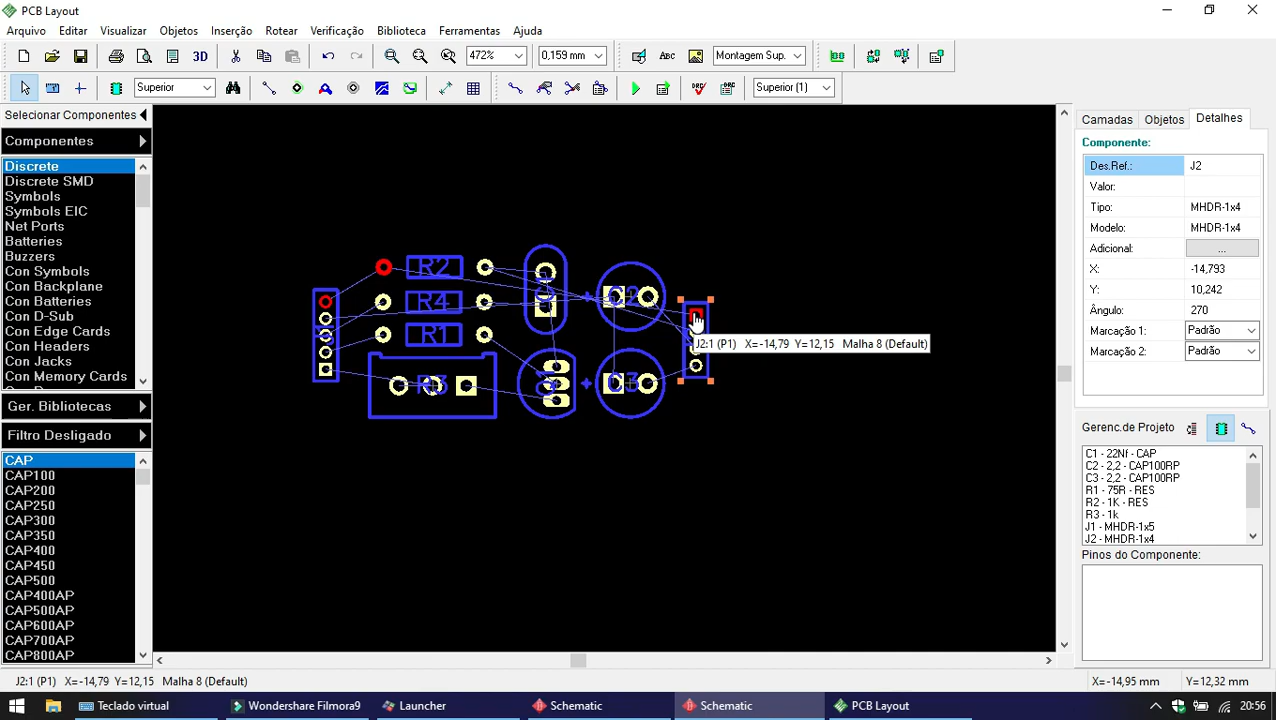 PCB Layout
Arquivo Editar Visualizar Objetos Inserção Rotear Verificação Biblioteca Ferramentas Ajuda
3D 472% 0,159 mm Abc Montagem Sup.
Superior DRC Superior (1)
Selecionar Componentes
Componentes
Discrete
Discrete SMD
Symbols
Symbols EIC
Net Ports
Batteries
Buzzers
Con Symbols
Con Backplane
Con Batteries
Con D-Sub
Con Edge Cards
Con Headers
Con Jacks
Con Memory Cards
Ger. Bibliotecas
Filtro Desligado
CAP
CAP100
CAP200
CAP250
CAP300
CAP350
CAP400
CAP450
CAP500
CAP400AP
CAP500AP
CAP600AP
CAP700AP
CAP800AP
R2
R4
R1
R3
C2
C3
J2:1 (P1) X=-14,79 Y=12,15 Malha 8 (Default)
Camadas Objetos Detalhes
Componente:
Des.Ref.: J2
Valor:
Tipo: MHDR-1x4
Modelo: MHDR-1x4
Adicional: ...
X: -14,793
Y: 10,242
Ângulo: 270
Marcação 1: Padrão
Marcação 2: Padrão
Gerenc.de Projeto
C1 - 22Nf - CAP
C2 - 2,2 - CAP100RP
C3 - 2,2 - CAP100RP
R1 - 75R - RES
R2 - 1K - RES
R3 - 1k
J1 - MHDR-1x5
J2 - MHDR-1x4
Pinos do Componente:
J2:1 (P1) X=-14,79 Y=12,15 Malha 8 (Default) X=-14,95 mm Y=12,32 mm
Teclado virtual Wondershare Filmora9 Launcher Schematic Schematic PCB Layout 20:56